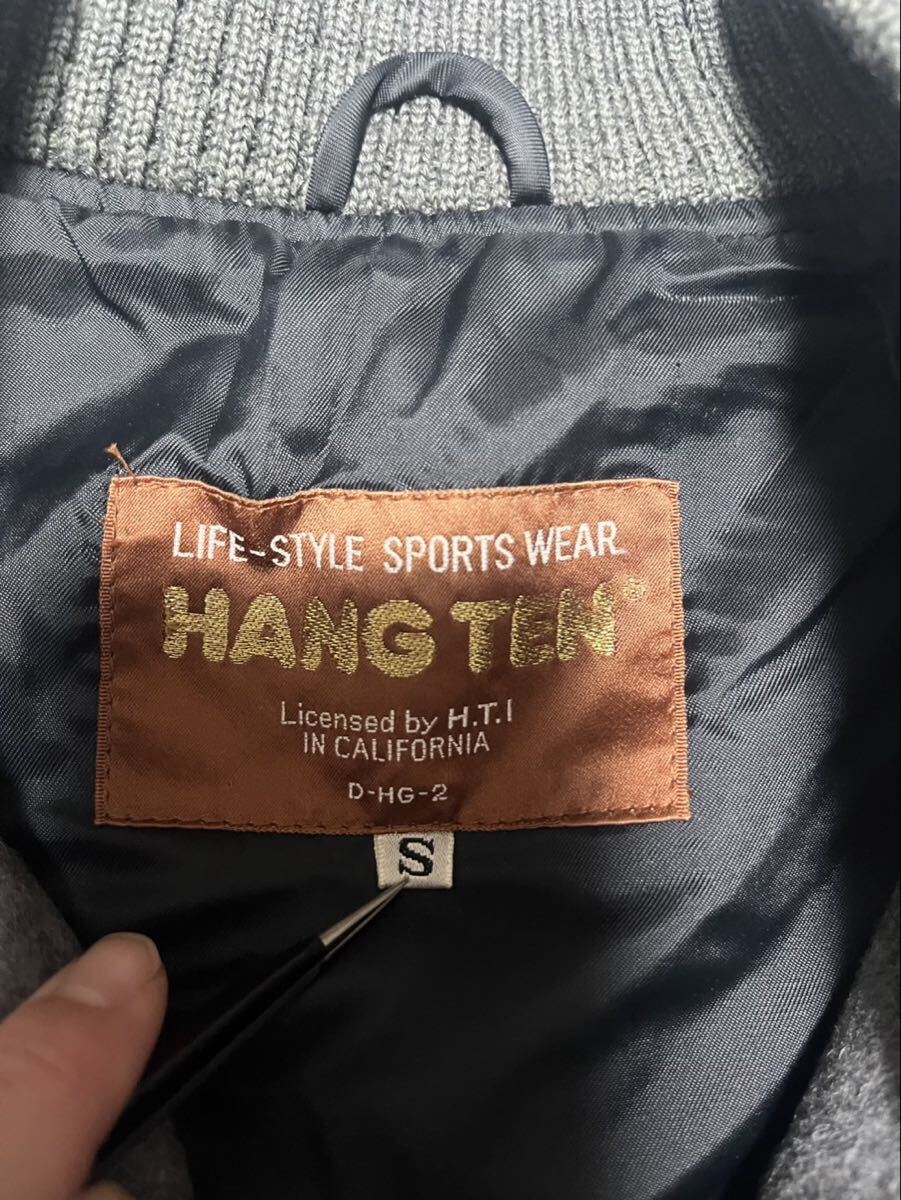 LIFE-STYLE SPORTS WEAR
HANG TEN®
Licensed by H.T.I
IN CALIFORNIA
D-HG-2
S